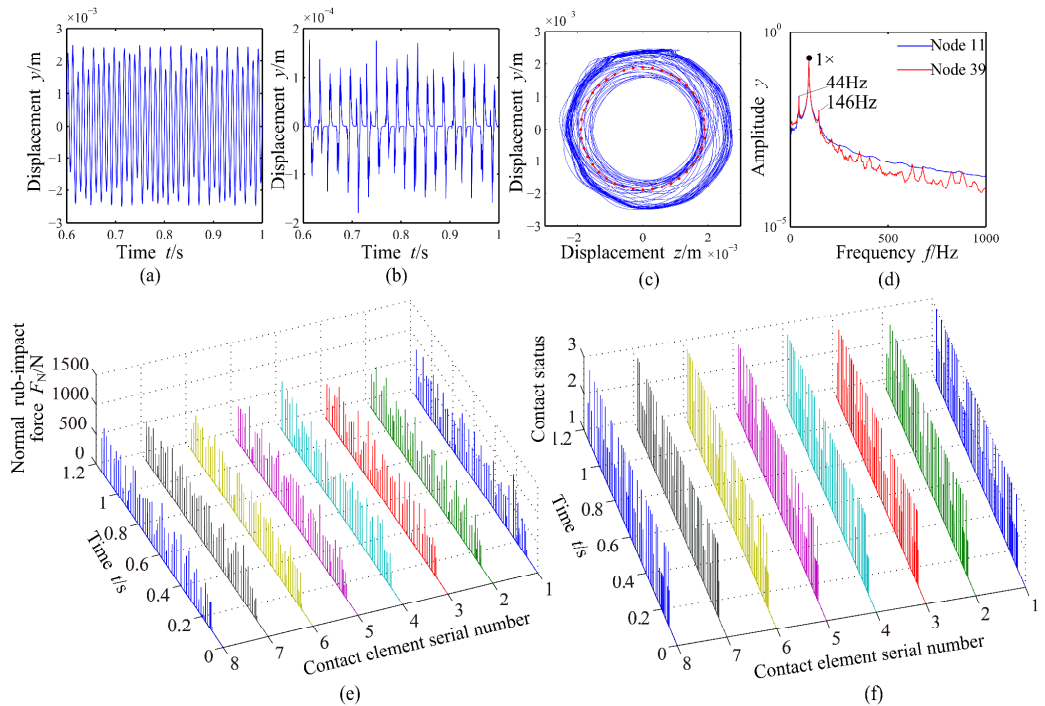 ×10⁻³
3
2
1
0
−1
−2
−3
Displacement y/m
0.6 0.7 0.8 0.9 1
Time t/s
(a)
×10⁻⁴
2
1
0
−1
−2
Displacement y/m
0.6 0.7 0.8 0.9 1
Time t/s
(b)
×10⁻³
3
2
1
0
−1
−2
−3
Displacement y/m
−2 0 2
Displacement z/m ×10⁻³
(c)
10⁰
10⁻⁵
Amplitude y
Node 11
Node 39
1×
44Hz
146Hz
0 500 1000
Frequency f/Hz
(d)
Normal rub-impact
force F_N/N
1500
1000
500
0
1.2
1
0.8
0.6
0.4
0.2
0
Time t/s
8 7 6 5 4 3 2 1
Contact element serial number
(e)
Contact status
3
2
1
1.2
1
0.8
0.6
0.4
0.2
0
Time t/s
8 7 6 5 4 3 2 1
Contact element serial number
(f)